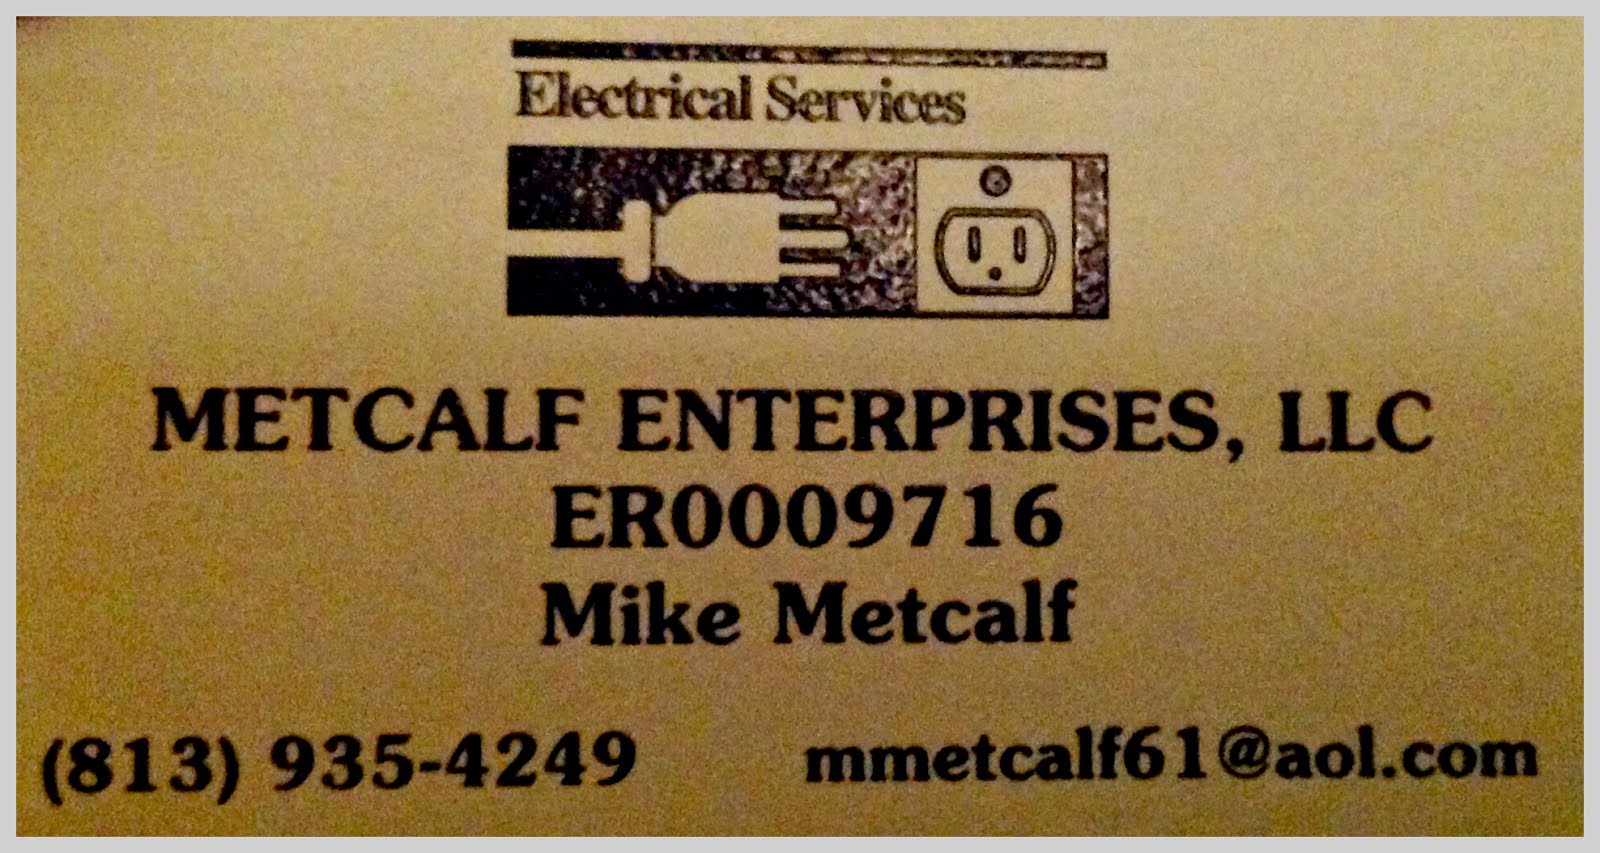 Electrical Services
METCALF ENTERPRISES, LLC
ER0009716
Mike Metcalf
(813) 935-4249 mmetcalf61@aol.com